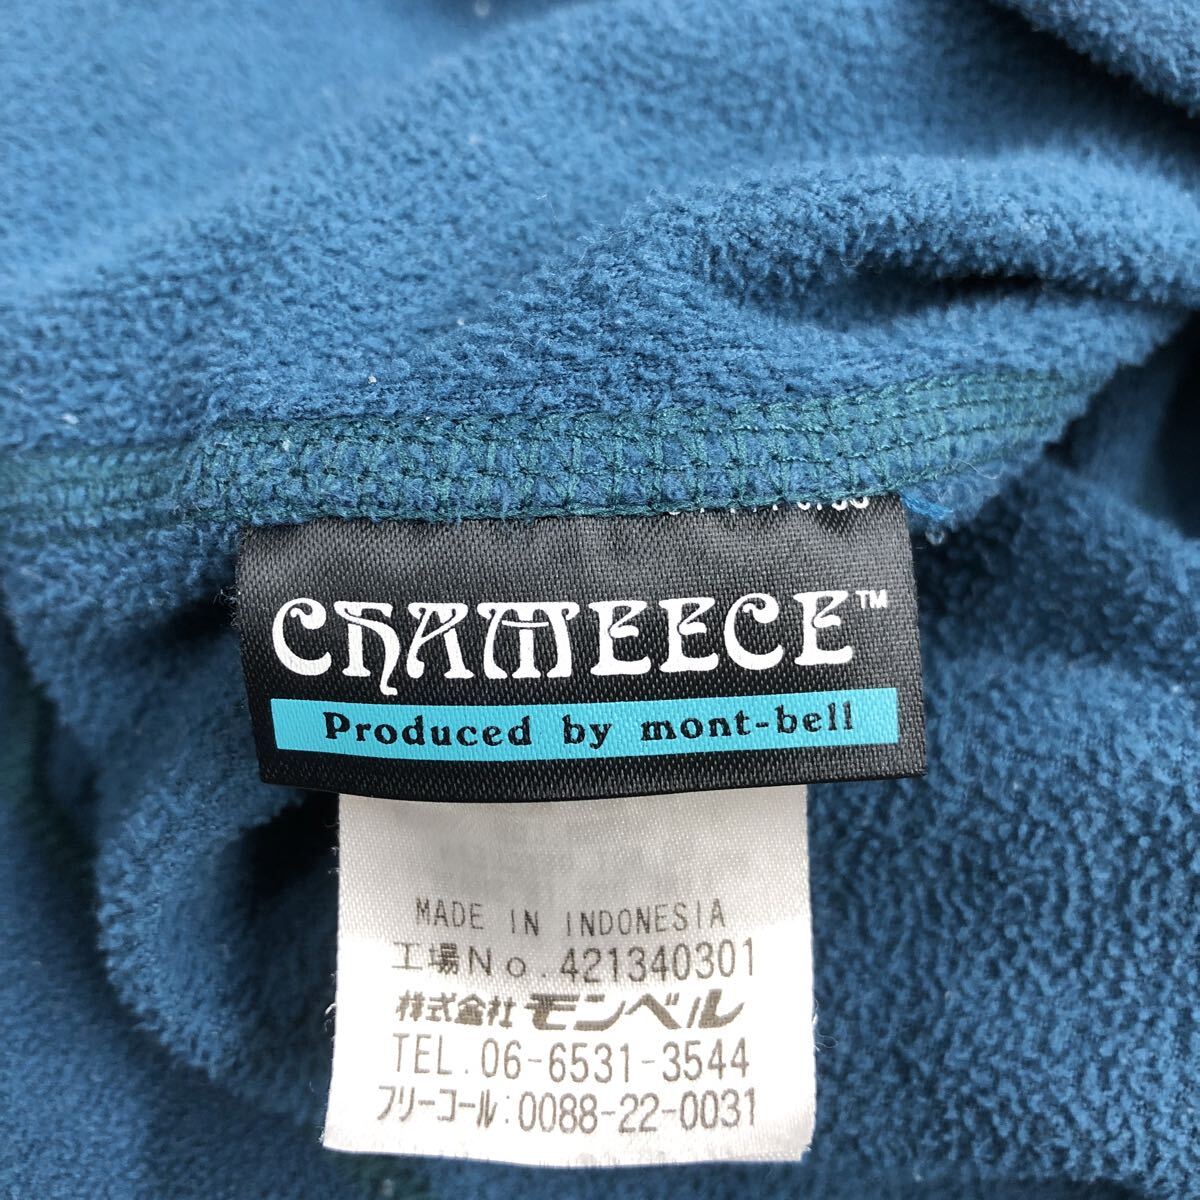 CHAMEECE™
Produced by mont-bell
MADE IN INDONESIA
工場No.421340301
株式会社モンベル
TEL.06-6531-3544
フリーコール:0088-22-0031